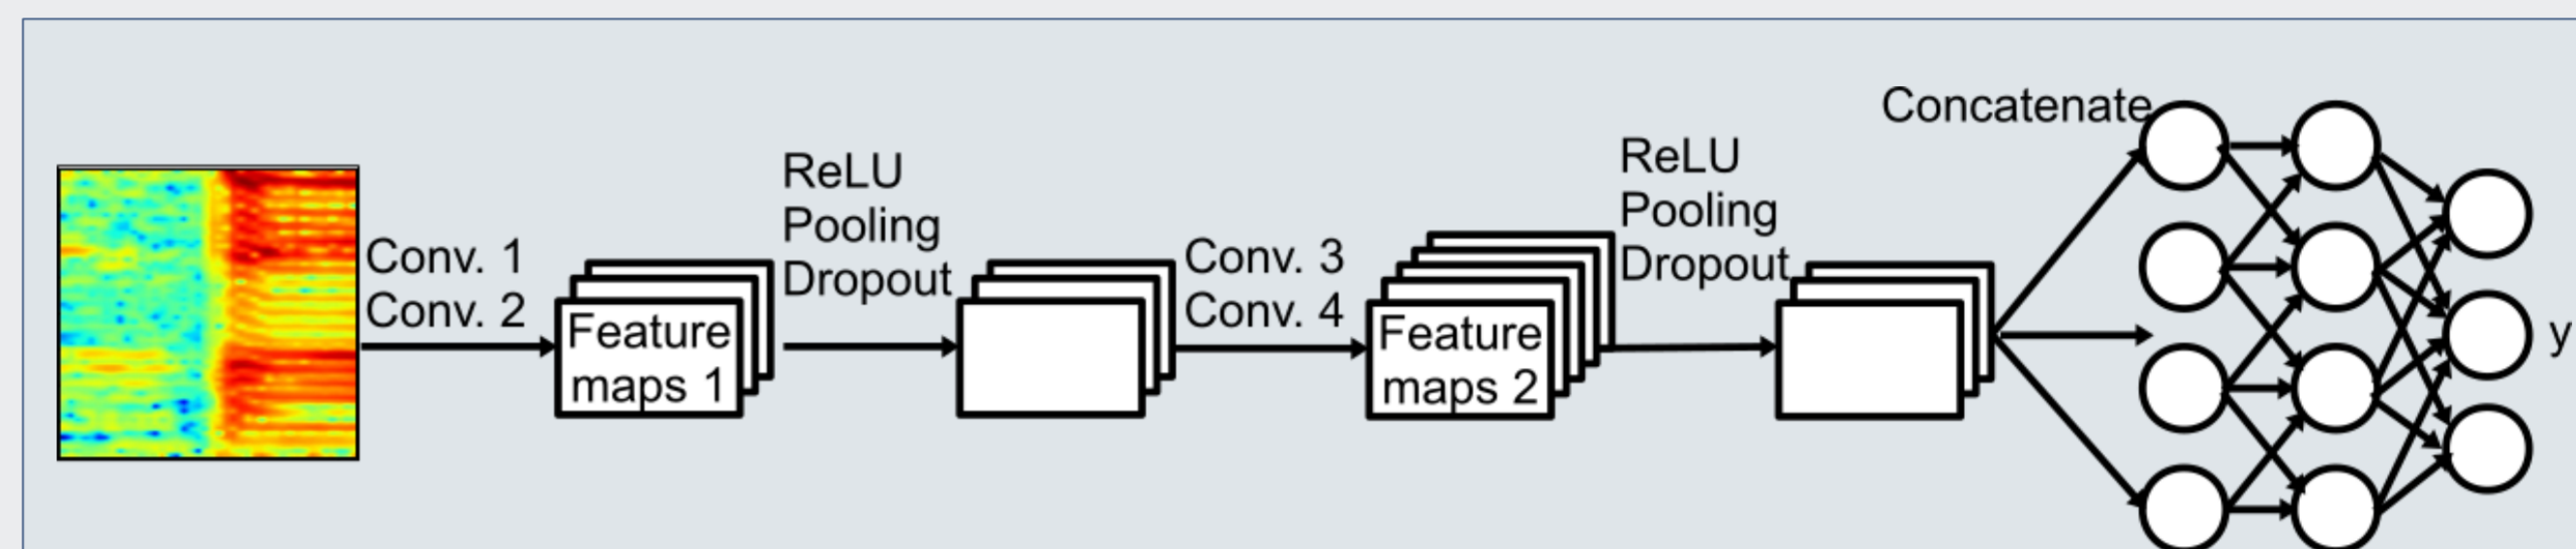 Conv. 1
Conv. 2
Feature
maps 1
ReLU
Pooling
Dropout
Conv. 3
Conv. 4
Feature
maps 2
ReLU
Pooling
Dropout
Concatenate
y